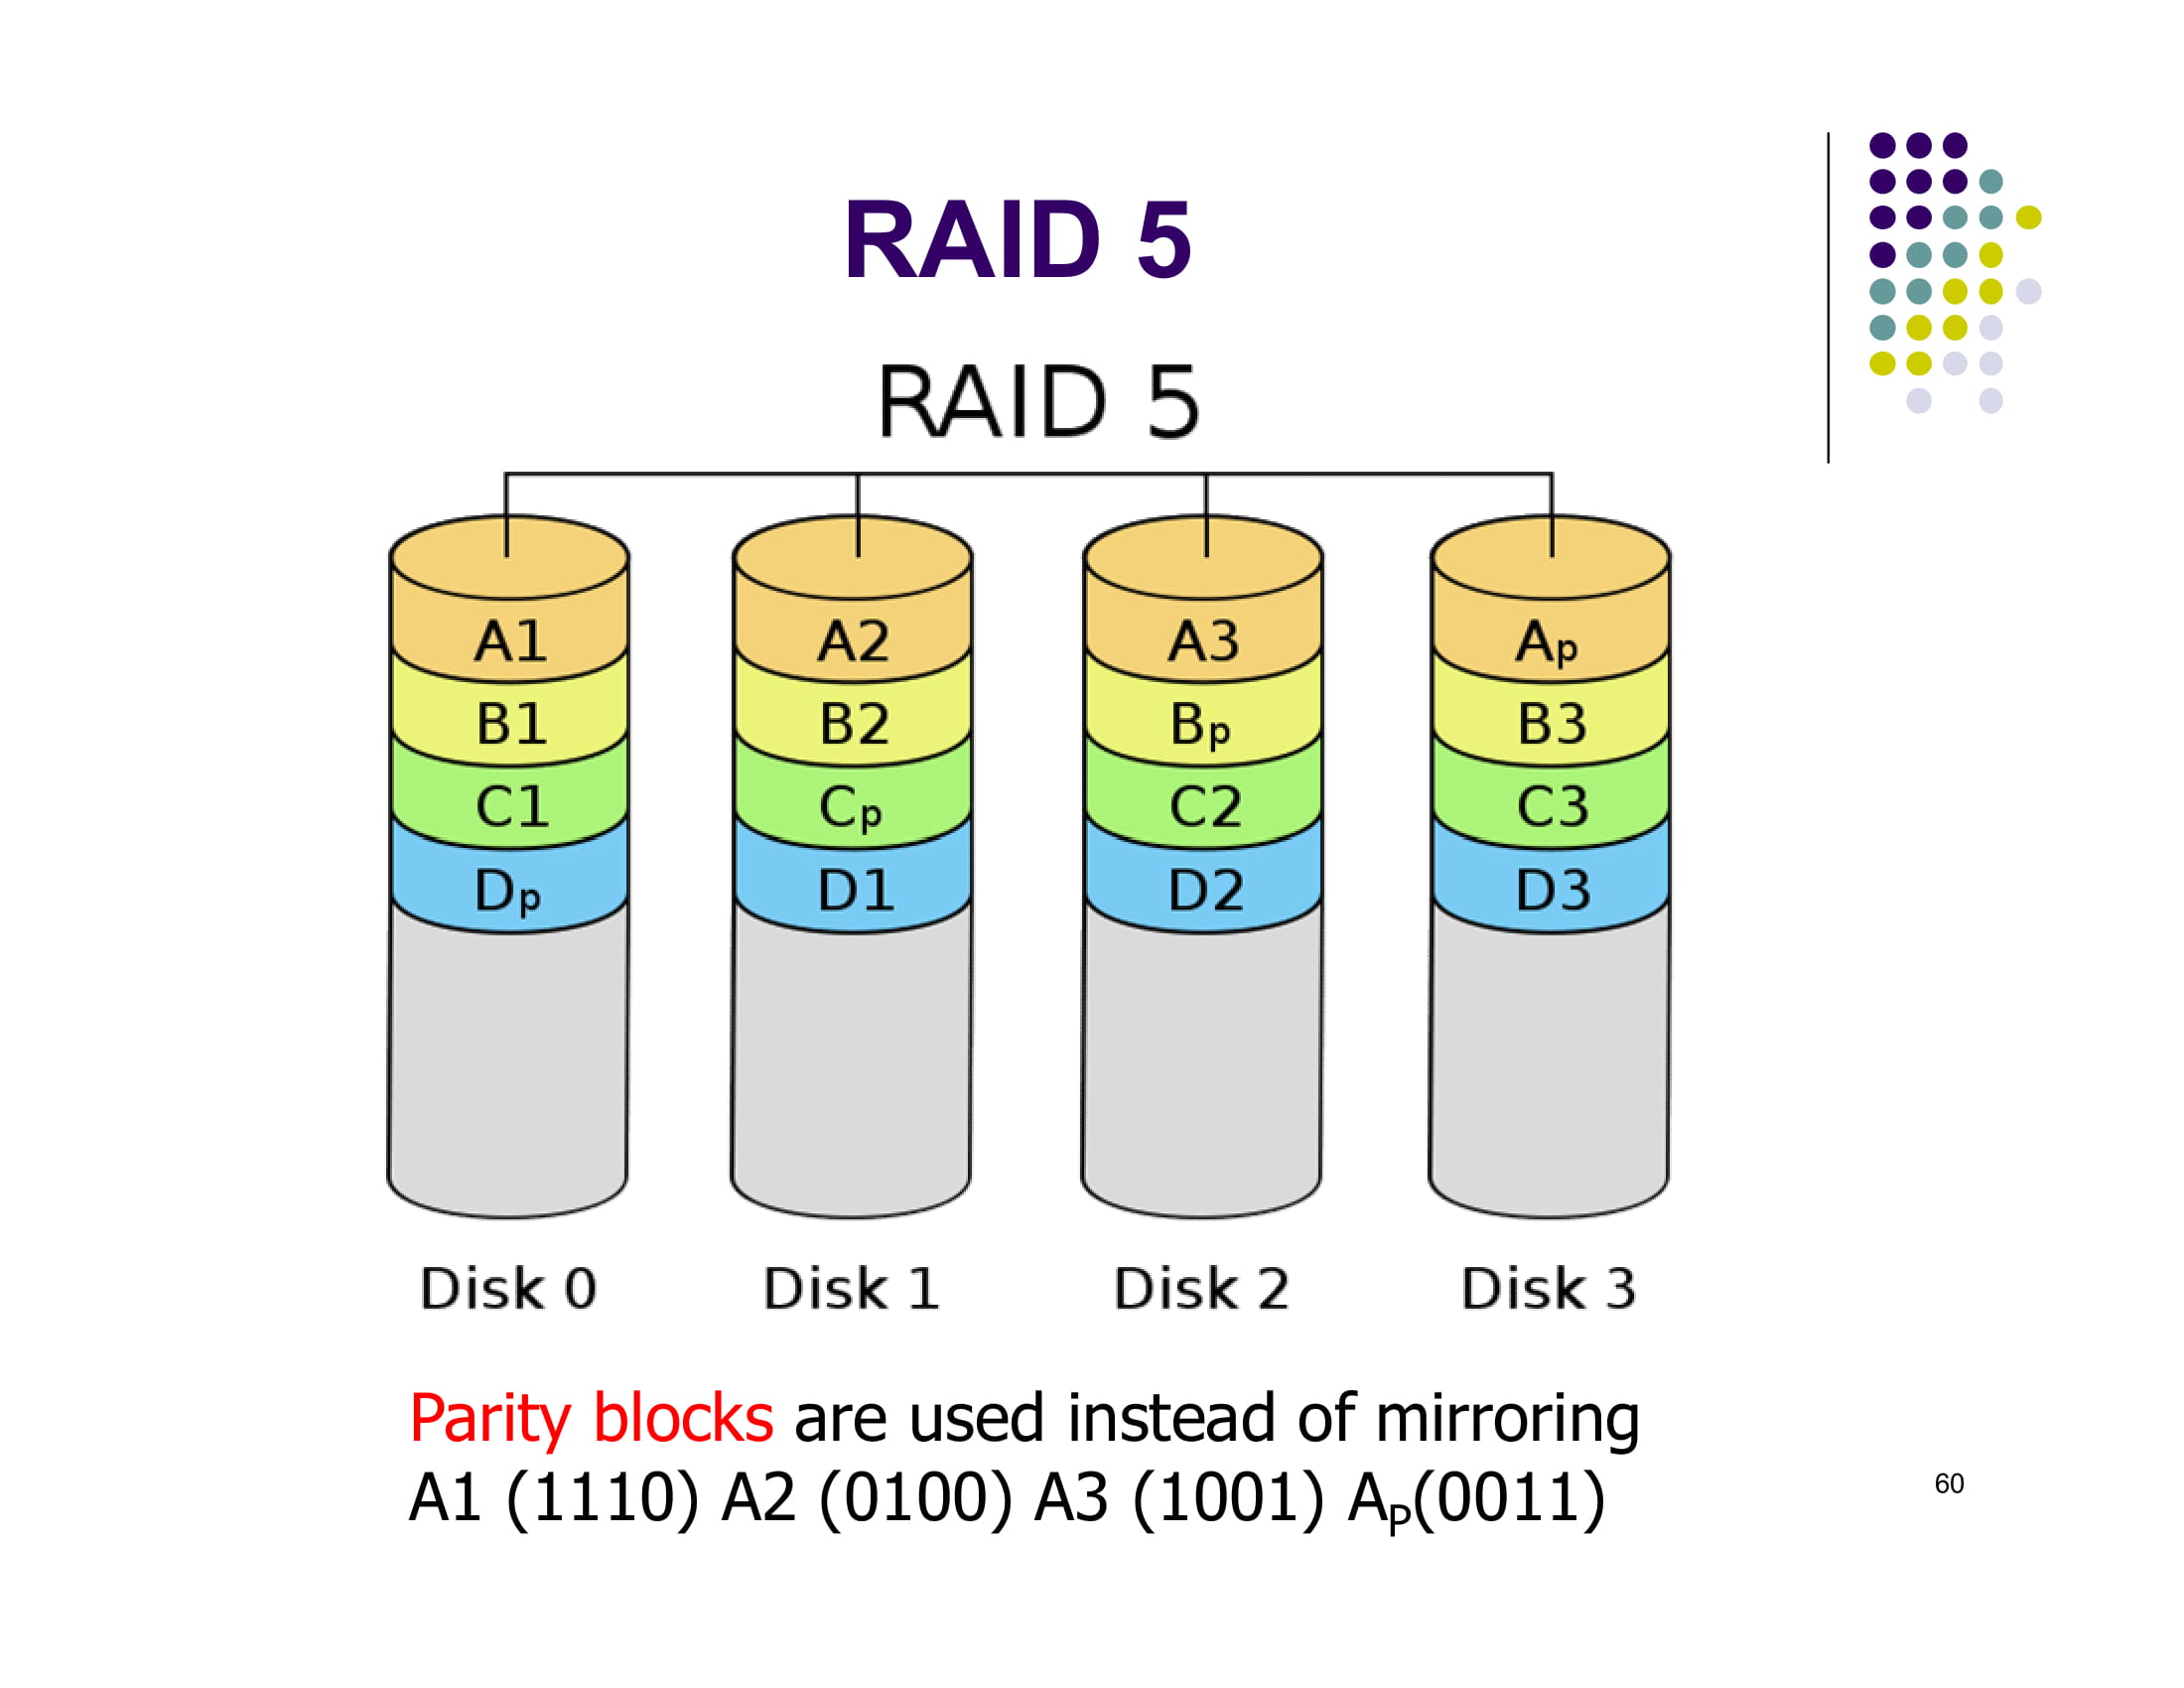 RAID 5
RAID 5
A1 A2 A3 Ap
B1 B2 Bp B3
C1 Cp C2 C3
Dp D1 D2 D3
Disk 0 Disk 1 Disk 2 Disk 3
Parity blocks are used instead of mirroring
A1 (1110) A2 (0100) A3 (1001) AP(0011)
60